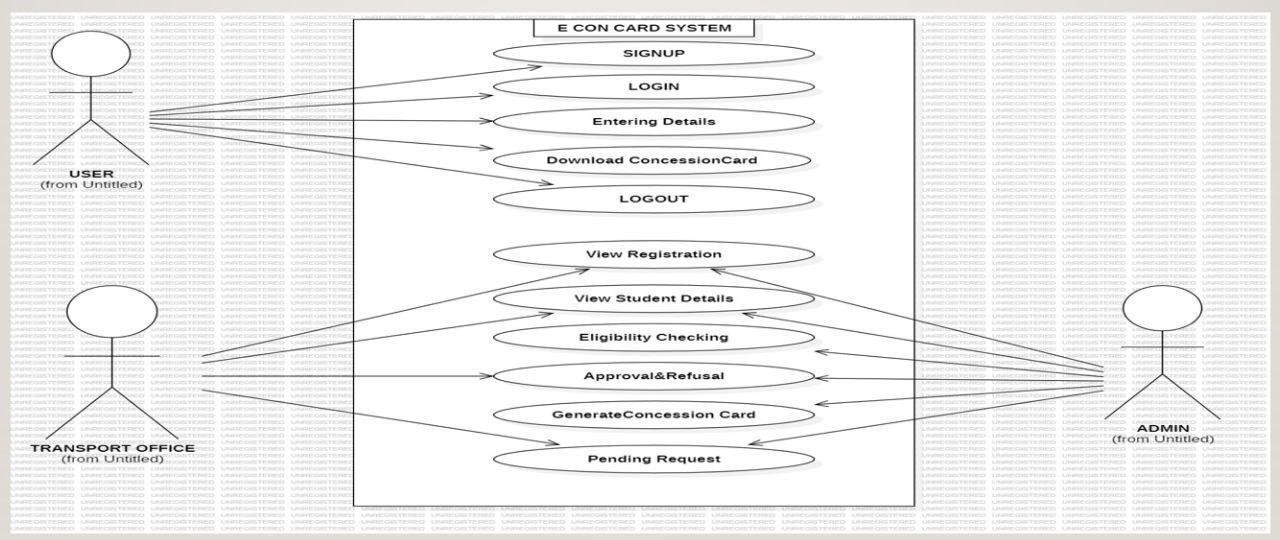 E CON CARD SYSTEM
SIGNUP
LOGIN
Entering Details
Download ConcessionCard
LOGOUT
USER
(from Untitled)
View Registration
View Student Details
Eligibility Checking
Approval&Refusal
GenerateConcession Card
Pending Request
TRANSPORT OFFICE
(from Untitled)
ADMIN
(from Untitled)
UNREGISTERED